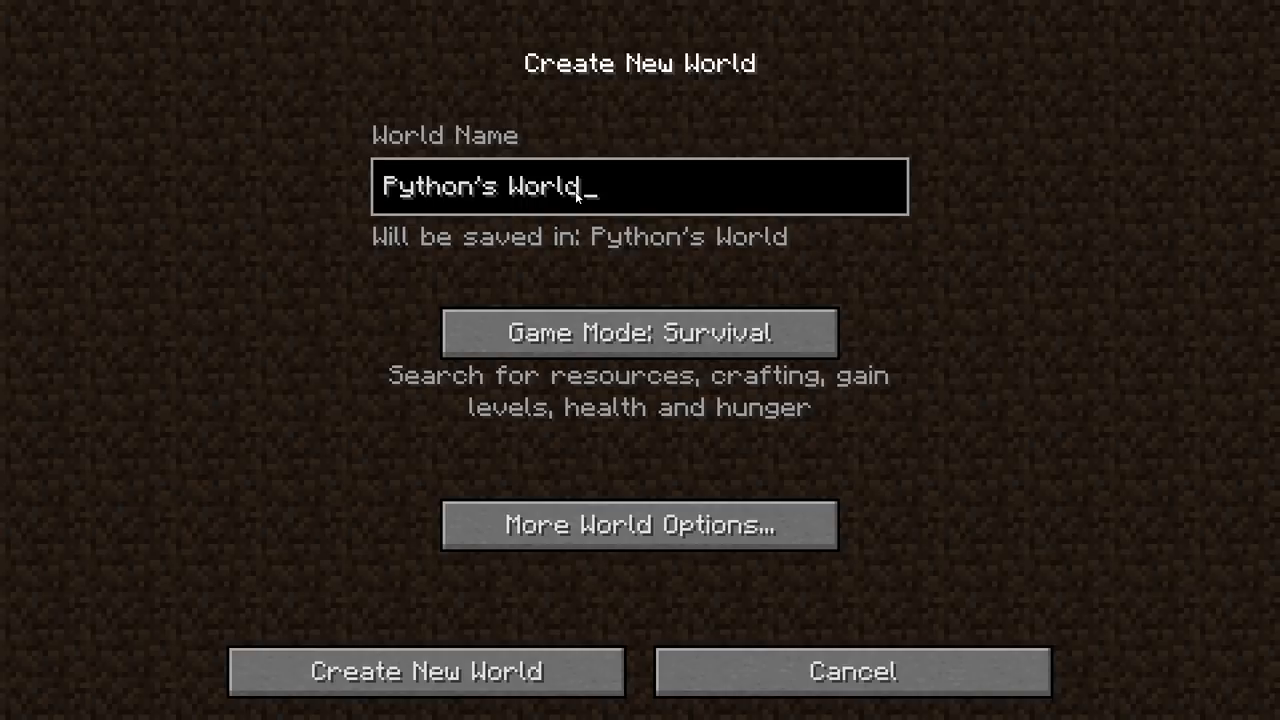 Create New World
World Name
Python's World_
Will be saved in: Python's World
Game Mode: Survival
Search for resources, crafting, gain
levels, health and hunger
More World Options...
Create New World
Cancel